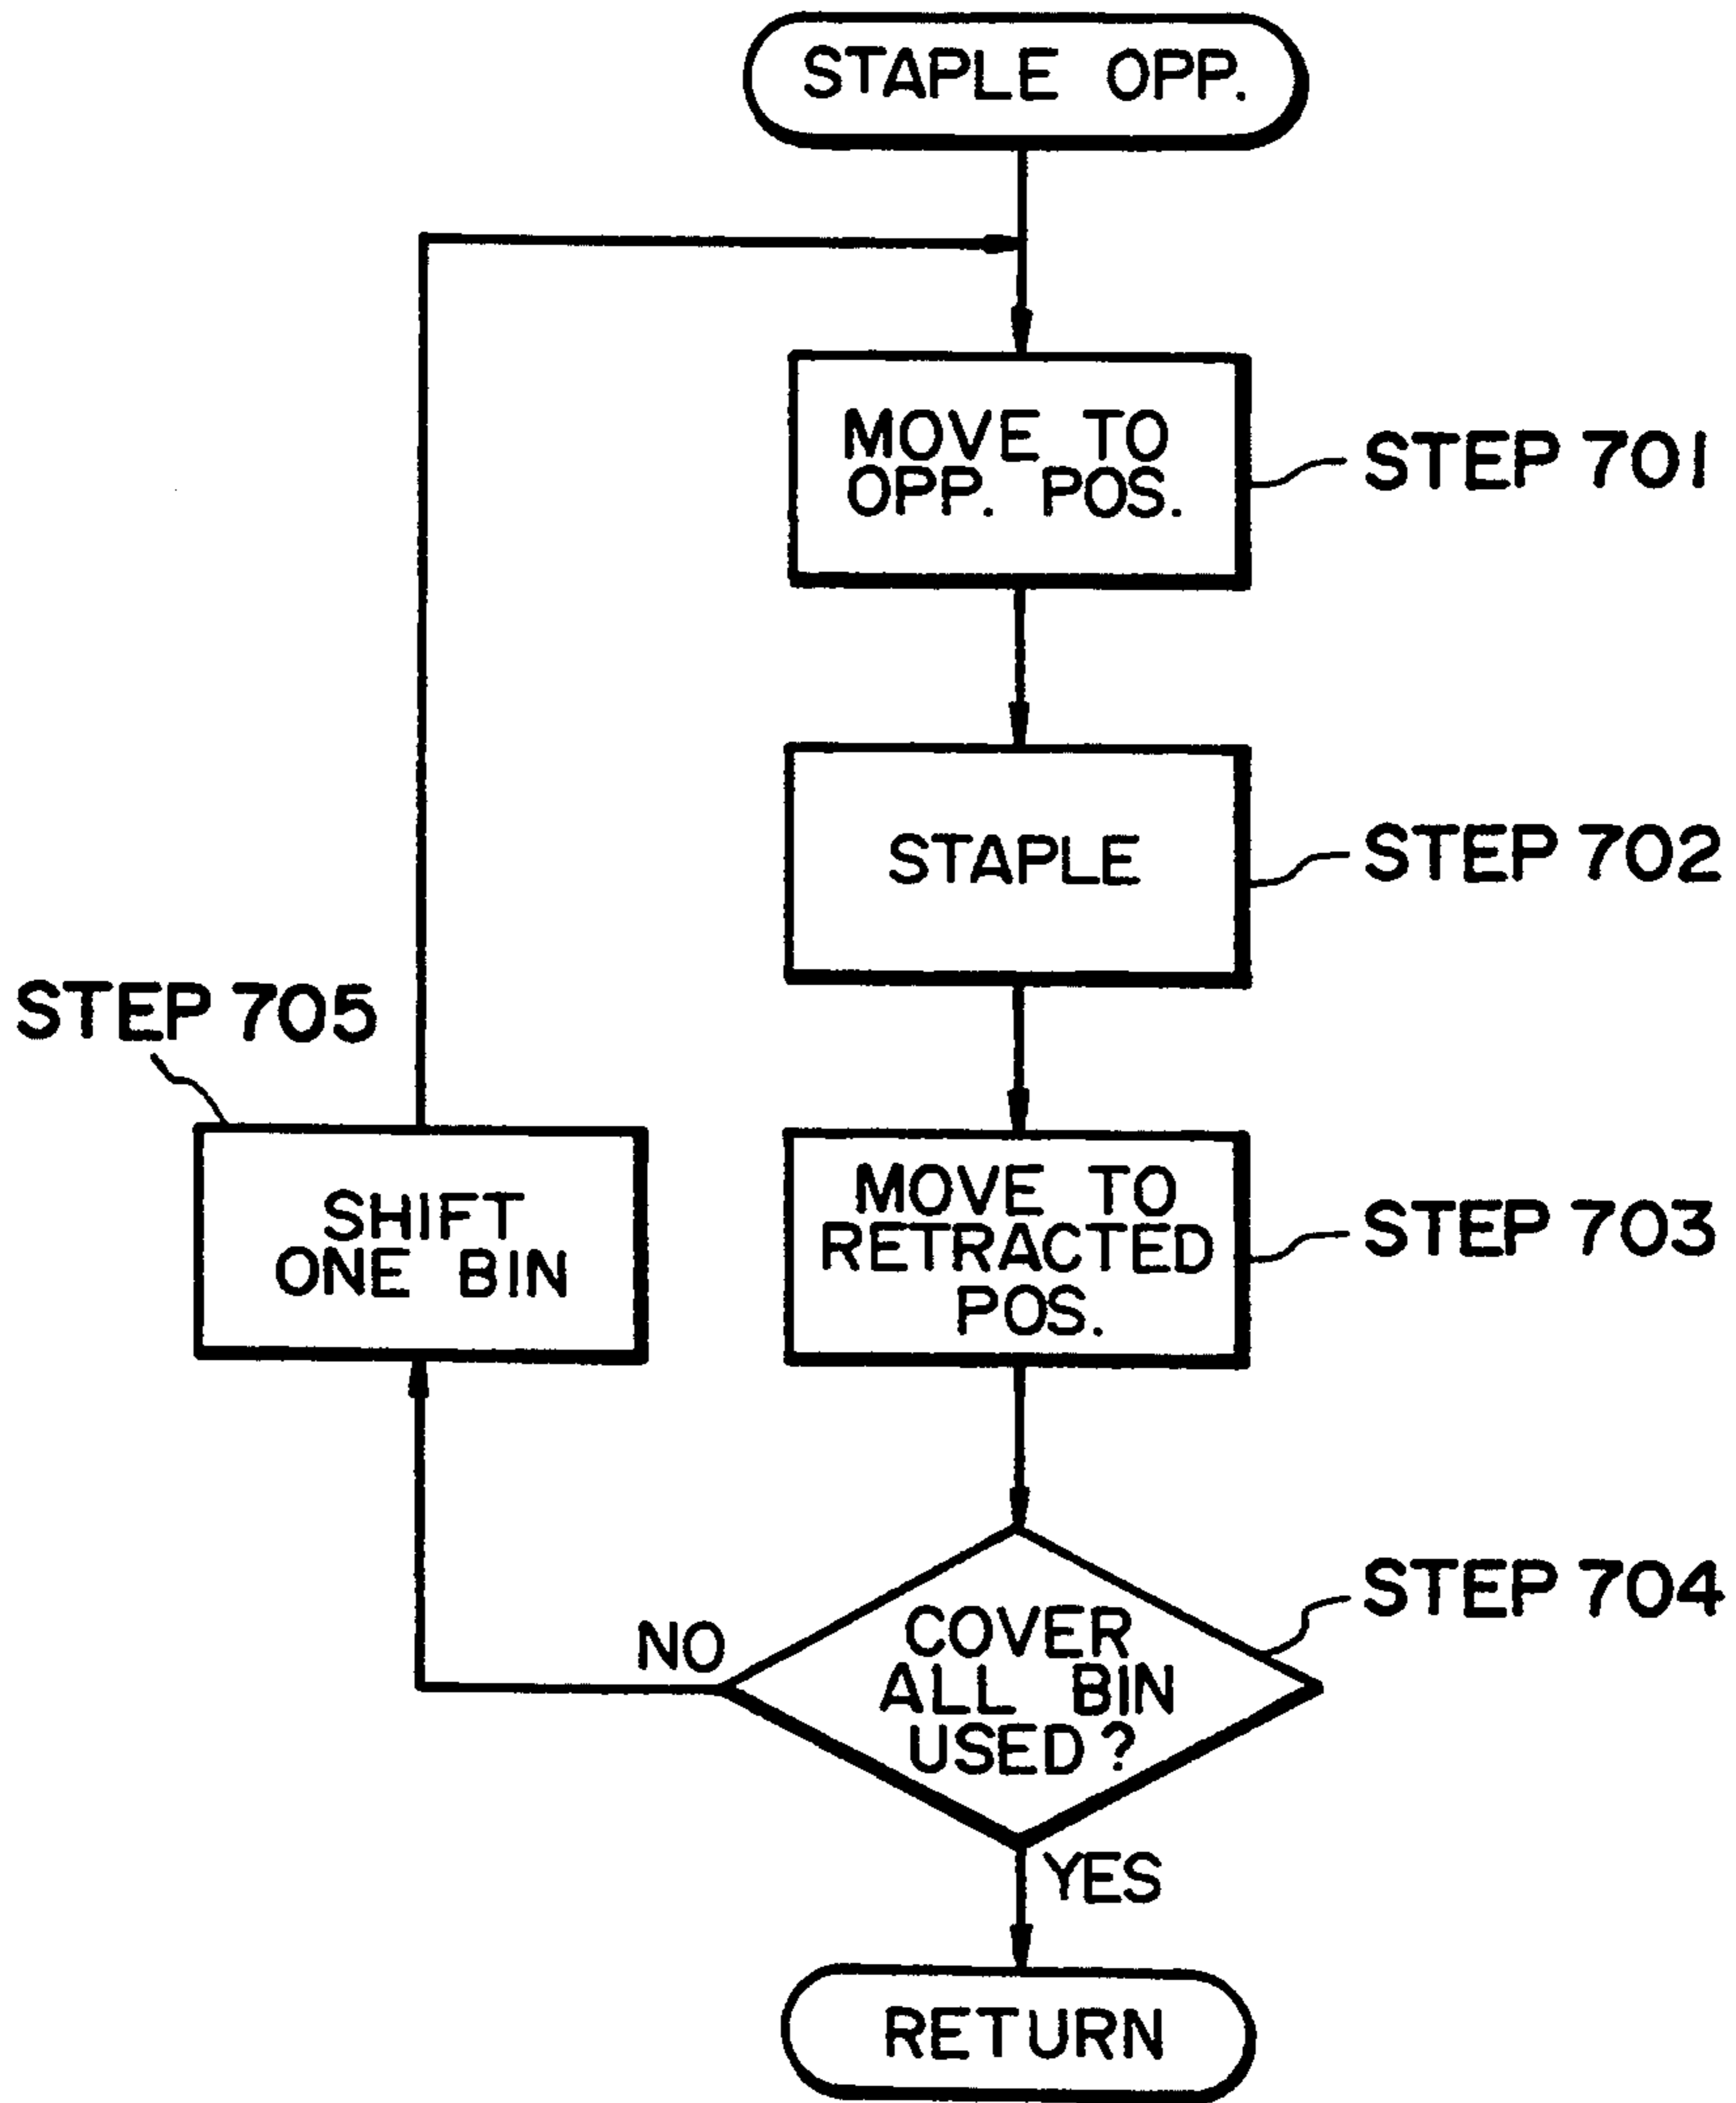 STAPLE OPP.
MOVE TO
OPP. POS.
STEP 701
STAPLE
STEP 702
STEP 705
SHIFT
ONE BIN
MOVE TO
RETRACTED
POS.
STEP 703
COVER
ALL BIN
USED?
STEP 704
NO
YES
RETURN